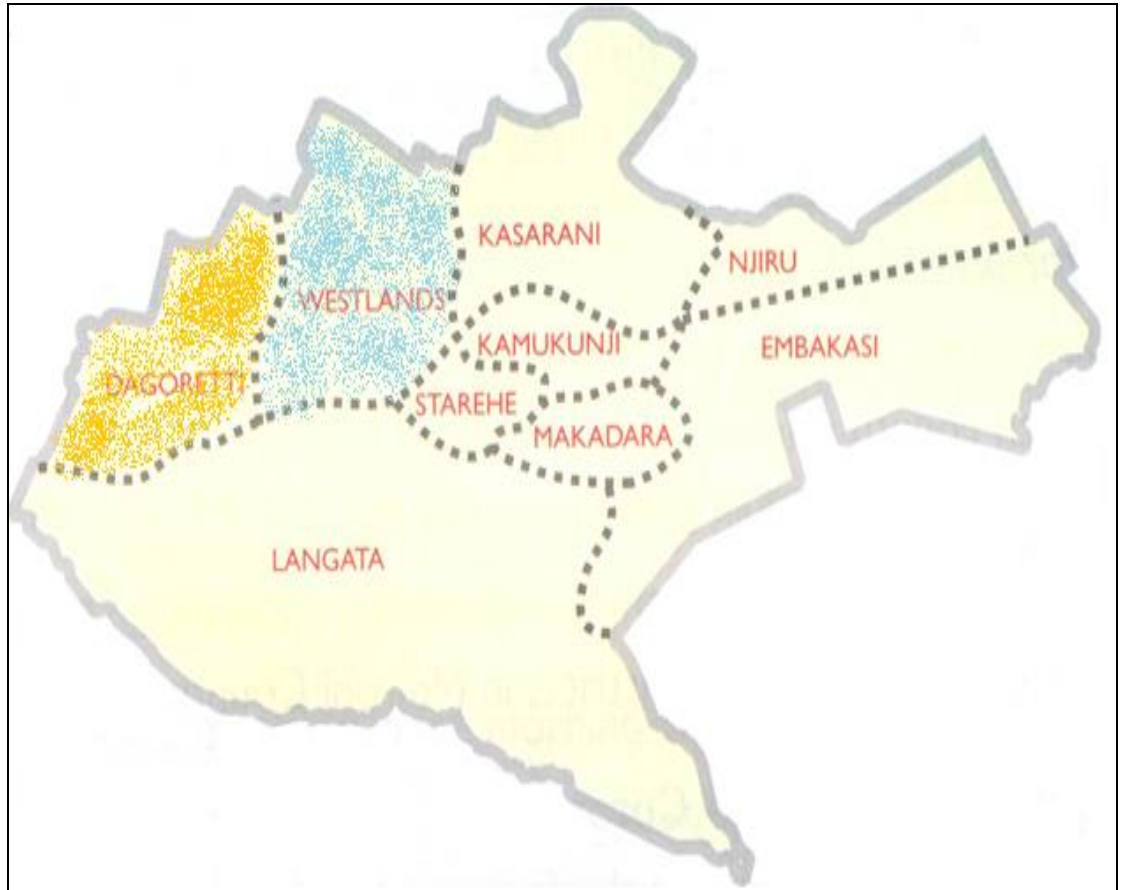 KASARANI
NJIRU
WESTLANDS
KAMUKUNJI
EMBAKASI
DAGORETTI
STAREHE
MAKADARA
LANGATA